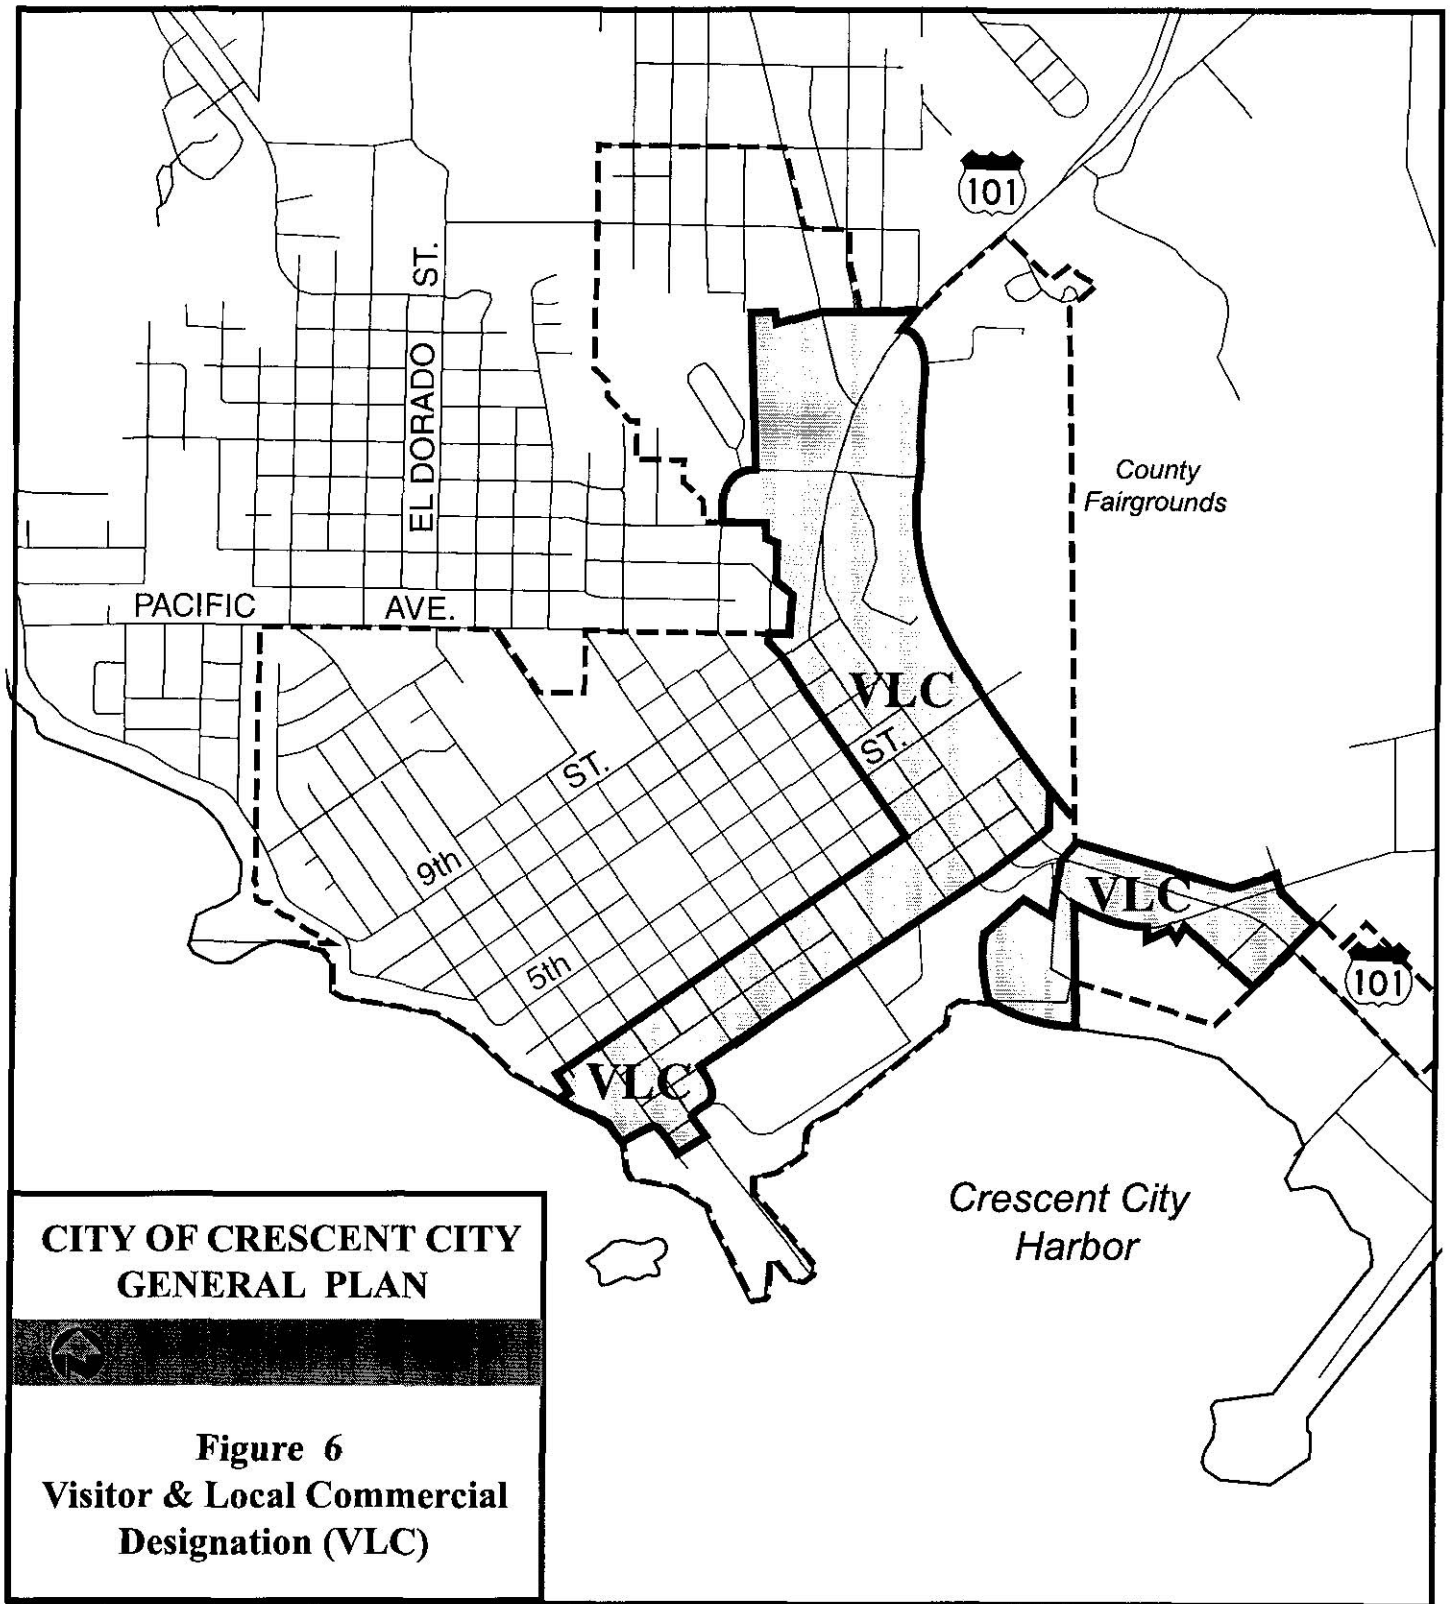 101
ST.
EL DORADO
County
Fairgrounds
PACIFIC AVE.
VLC
ST.
ST.
9th
VLC
5th
101
VLC
Crescent City
Harbor
CITY OF CRESCENT CITY
GENERAL PLAN
N
Figure 6
Visitor & Local Commercial
Designation (VLC)